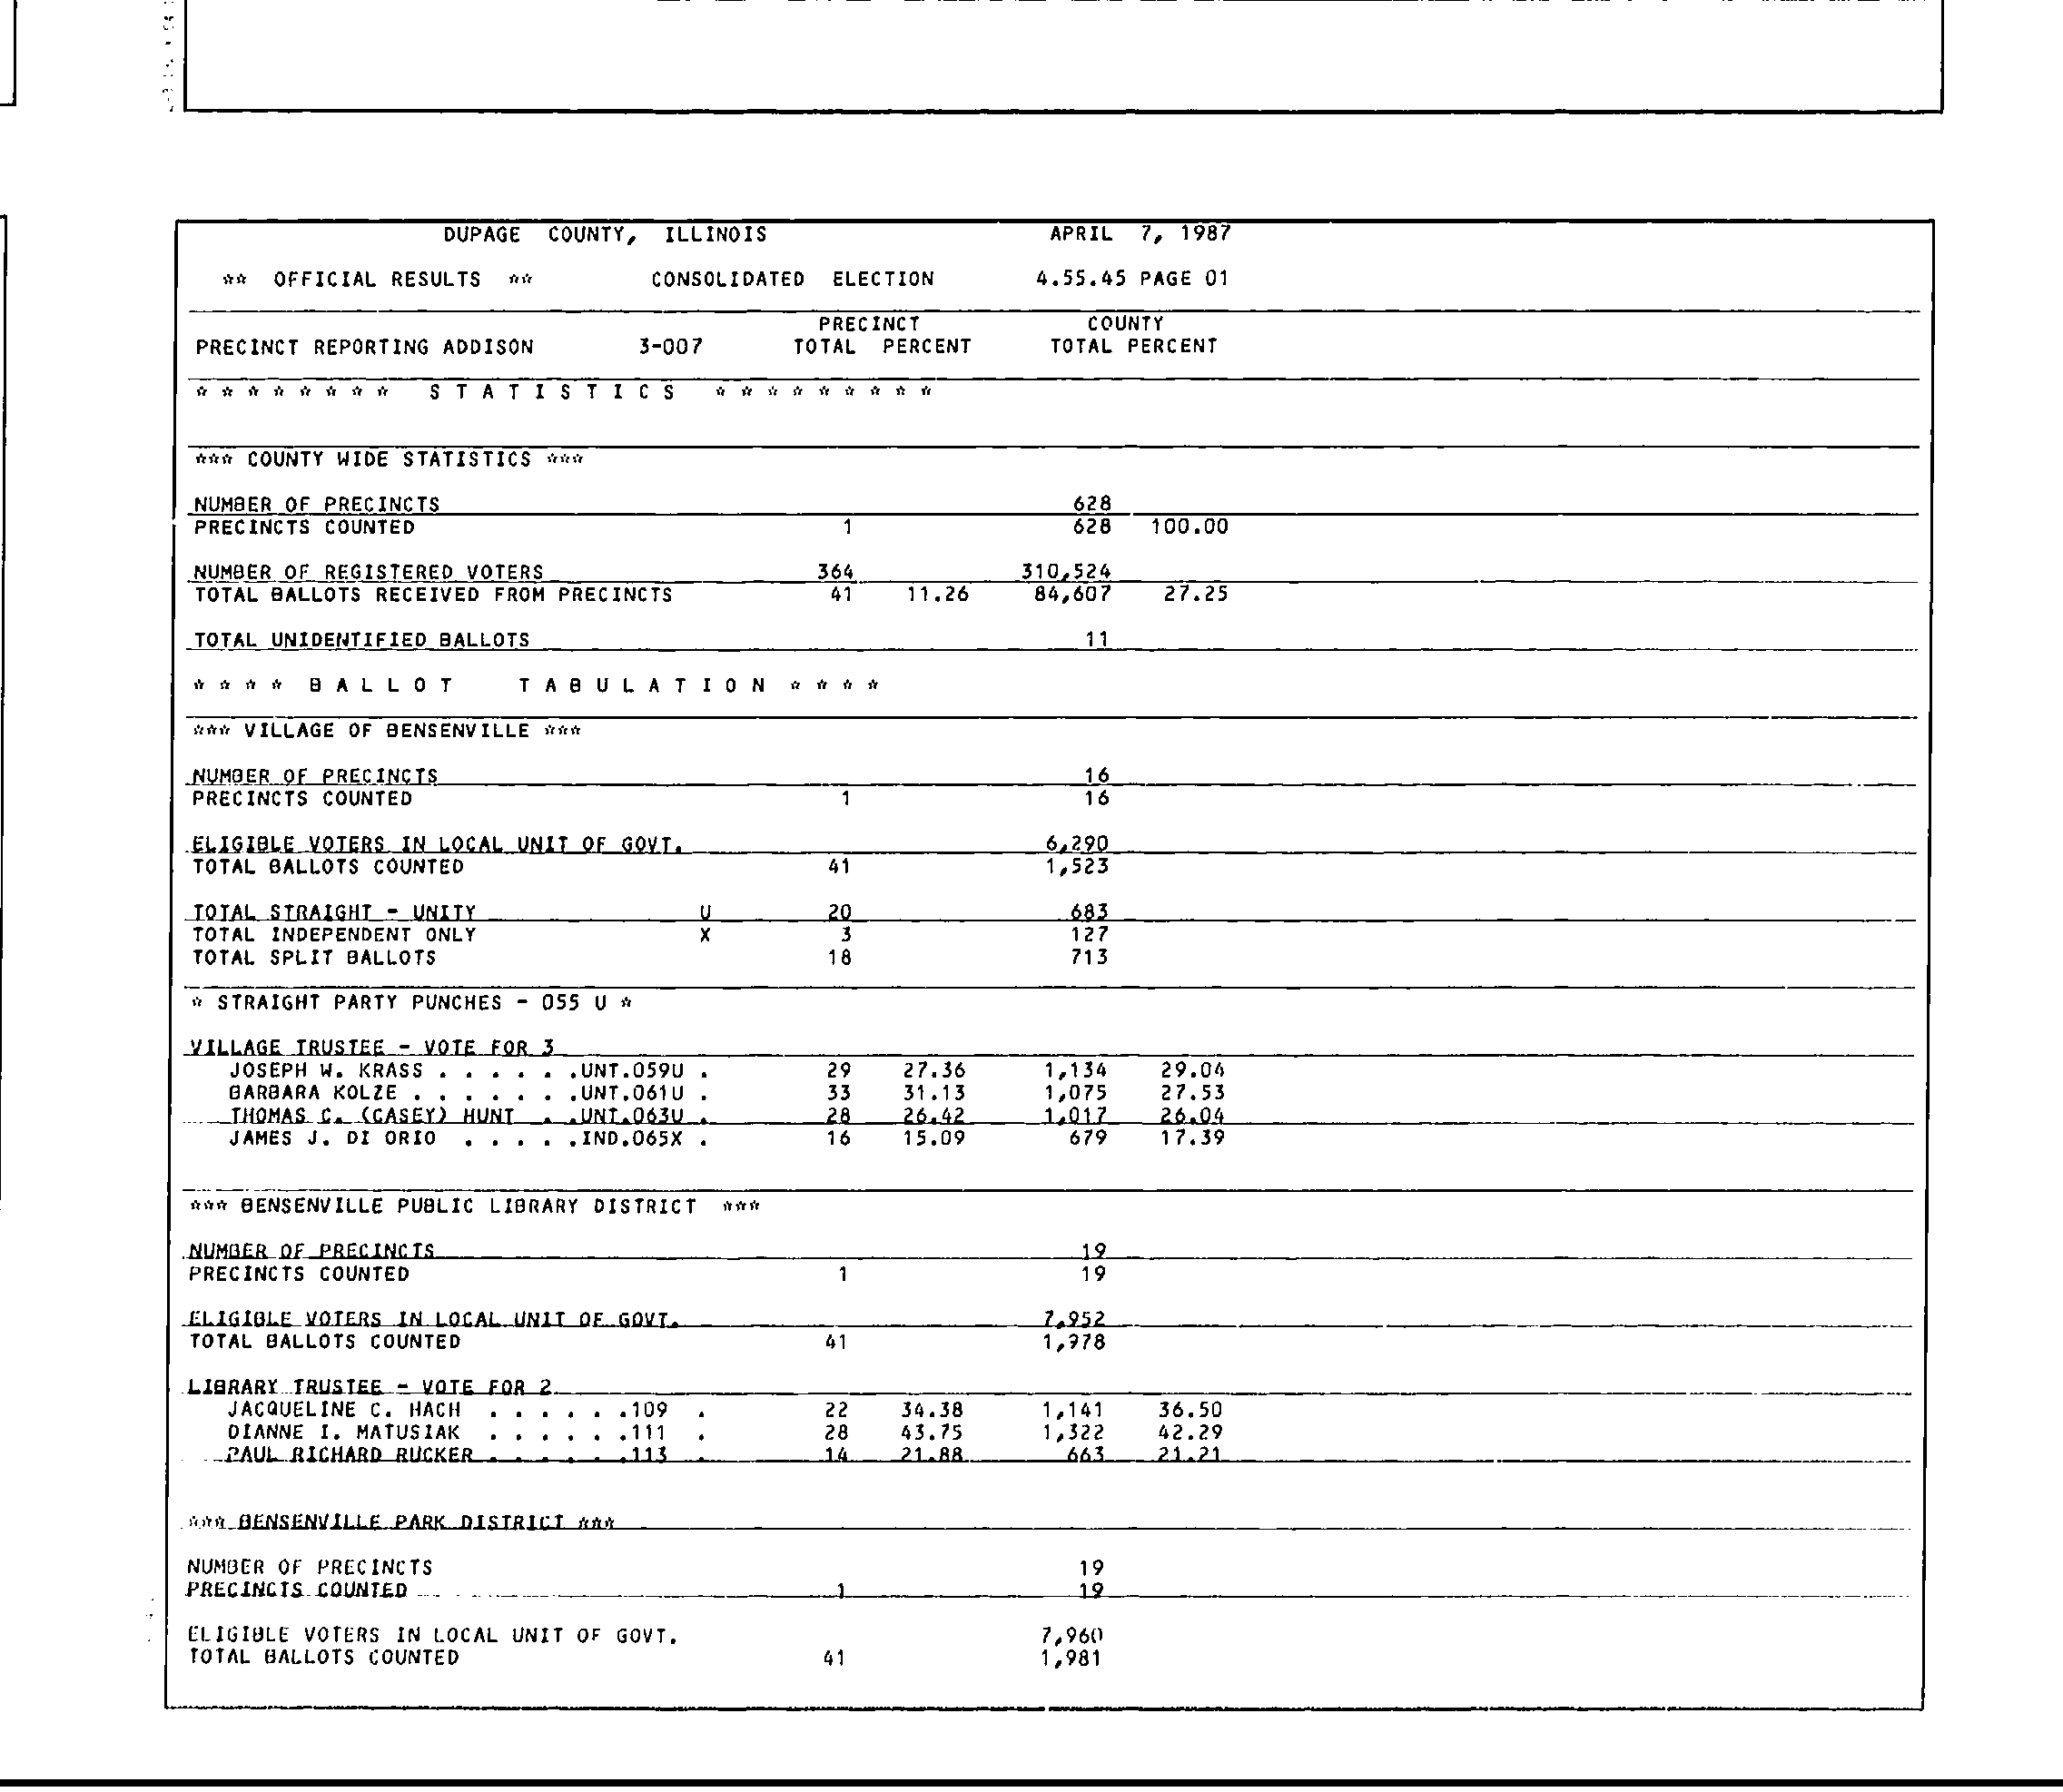 DUPAGE COUNTY, ILLINOIS APRIL 7, 1987
** OFFICIAL RESULTS ** CONSOLIDATED ELECTION 4.55.45 PAGE 01
PRECINCT COUNTY
PRECINCT REPORTING ADDISON 3-007 TOTAL PERCENT TOTAL PERCENT
* * * * * * * * S T A T I S T I C S * * * * * * * * *
*** COUNTY WIDE STATISTICS ***
NUMBER OF PRECINCTS 628
PRECINCTS COUNTED 1 628 100.00
NUMBER OF REGISTERED VOTERS 364 310,524
TOTAL BALLOTS RECEIVED FROM PRECINCTS 41 11.26 84,607 27.25
TOTAL UNIDENTIFIED BALLOTS 11
* * * * B A L L O T T A B U L A T I O N * * * *
*** VILLAGE OF BENSENVILLE ***
NUMBER OF PRECINCTS 16
PRECINCTS COUNTED 1 16
ELIGIBLE VOTERS IN LOCAL UNIT OF GOVT. 6,290
TOTAL BALLOTS COUNTED 41 1,523
TOTAL STRAIGHT - UNITY U 20 683
TOTAL INDEPENDENT ONLY X 3 127
TOTAL SPLIT BALLOTS 18 713
* STRAIGHT PARTY PUNCHES - 055 U *
VILLAGE TRUSTEE - VOTE FOR 3
JOSEPH W. KRASS . . . . . .UNT.059U . 29 27.36 1,134 29.04
BARBARA KOLZE . . . . . . .UNT.061U . 33 31.13 1,075 27.53
THOMAS C. (CASEY) HUNT . .UNT.063U . 28 26.42 1,017 26.04
JAMES J. DI ORIO . . . . .IND.065X . 16 15.09 679 17.39
*** BENSENVILLE PUBLIC LIBRARY DISTRICT ***
NUMBER OF PRECINCTS 19
PRECINCTS COUNTED 1 19
ELIGIBLE VOTERS IN LOCAL UNIT OF GOVT. 7,952
TOTAL BALLOTS COUNTED 41 1,978
LIBRARY TRUSTEE - VOTE FOR 2
JACQUELINE C. HACH . . . . . .109 . 22 34.38 1,141 36.50
DIANNE I. MATUSIAK . . . . . .111 . 28 43.75 1,322 42.29
PAUL RICHARD RUCKER . . . . . .113 . 14 21.88 663 21.21
*** BENSENVILLE PARK DISTRICT ***
NUMBER OF PRECINCTS 19
PRECINCTS COUNTED 1 19
ELIGIBLE VOTERS IN LOCAL UNIT OF GOVT. 7,960
TOTAL BALLOTS COUNTED 41 1,981